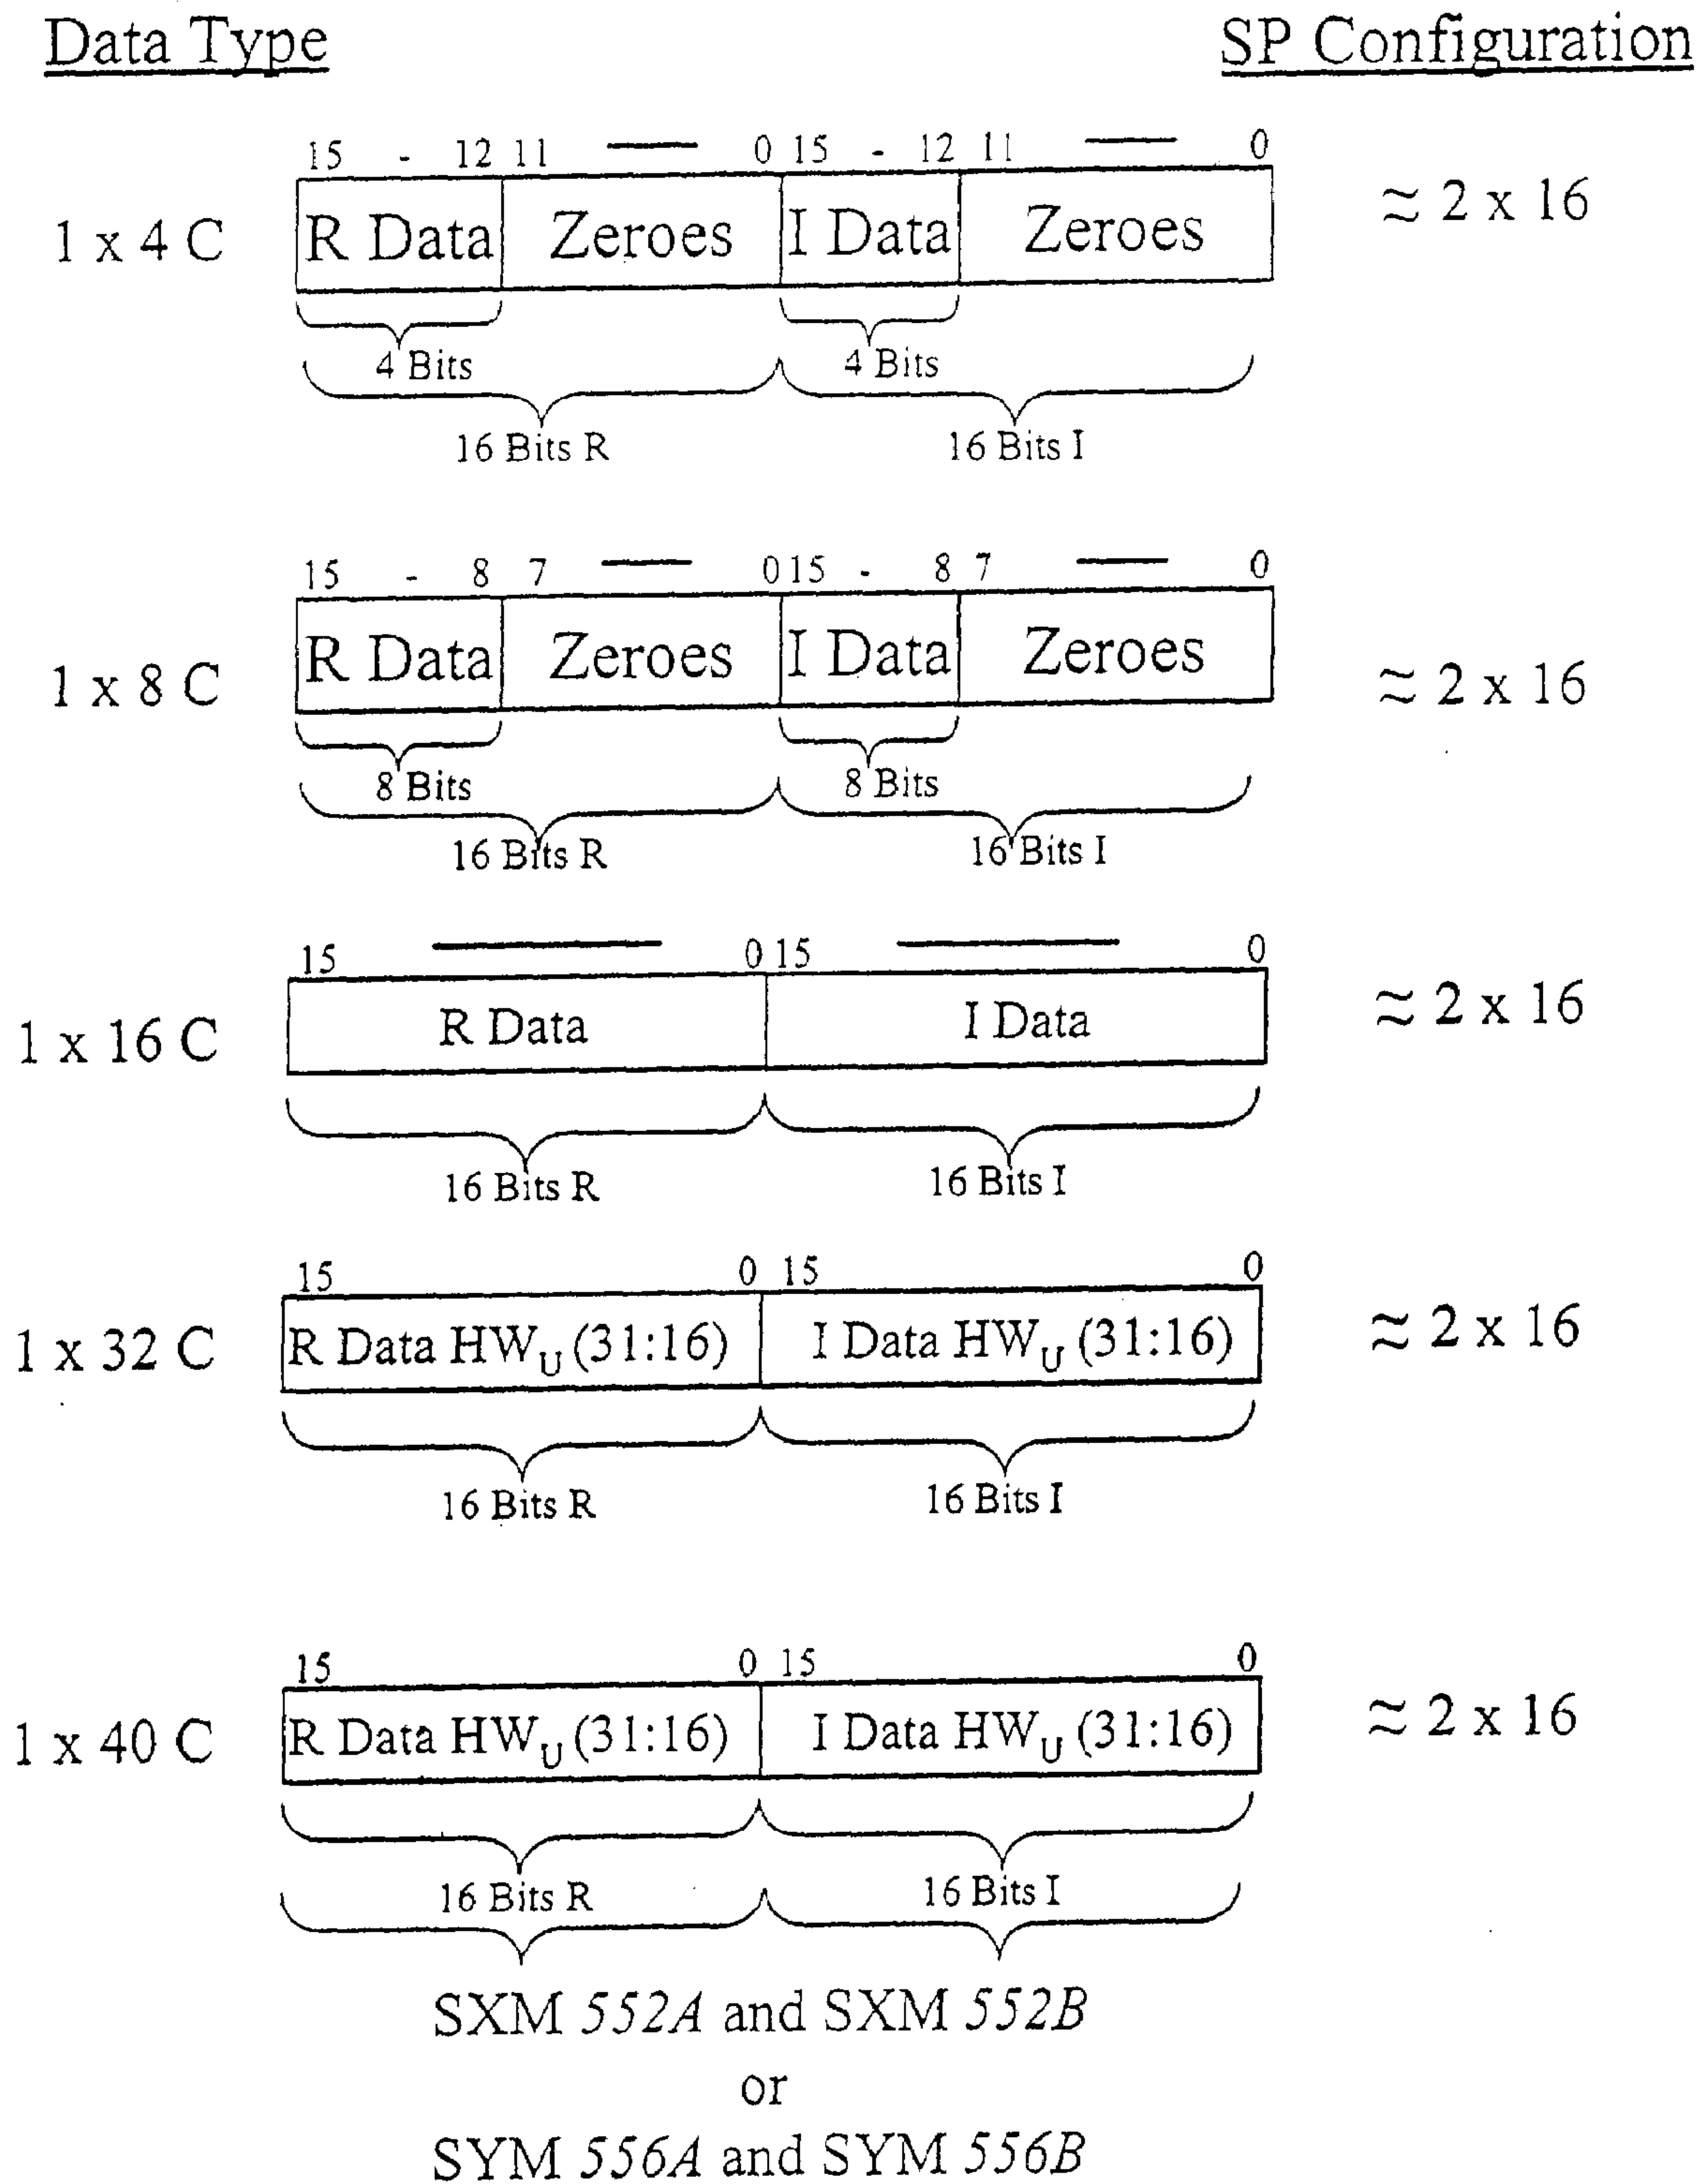 Data Type SP Configuration
15 - 12 11 — 0 15 - 12 11 — 0
1 x 4 C R Data Zeroes I Data Zeroes ≈ 2 x 16
4 Bits 4 Bits
16 Bits R 16 Bits I
15 - 8 7 — 0 15 - 8 7 — 0
1 x 8 C R Data Zeroes I Data Zeroes ≈ 2 x 16
8 Bits 8 Bits
16 Bits R 16 Bits I
15 — 0 15 — 0
1 x 16 C R Data I Data ≈ 2 x 16
16 Bits R 16 Bits I
15 0 15 0
1 x 32 C R Data HW_U (31:16) I Data HW_U (31:16) ≈ 2 x 16
16 Bits R 16 Bits I
15 0 15 0
1 x 40 C R Data HW_U (31:16) I Data HW_U (31:16) ≈ 2 x 16
16 Bits R 16 Bits I
SXM 552A and SXM 552B
or
SYM 556A and SYM 556B